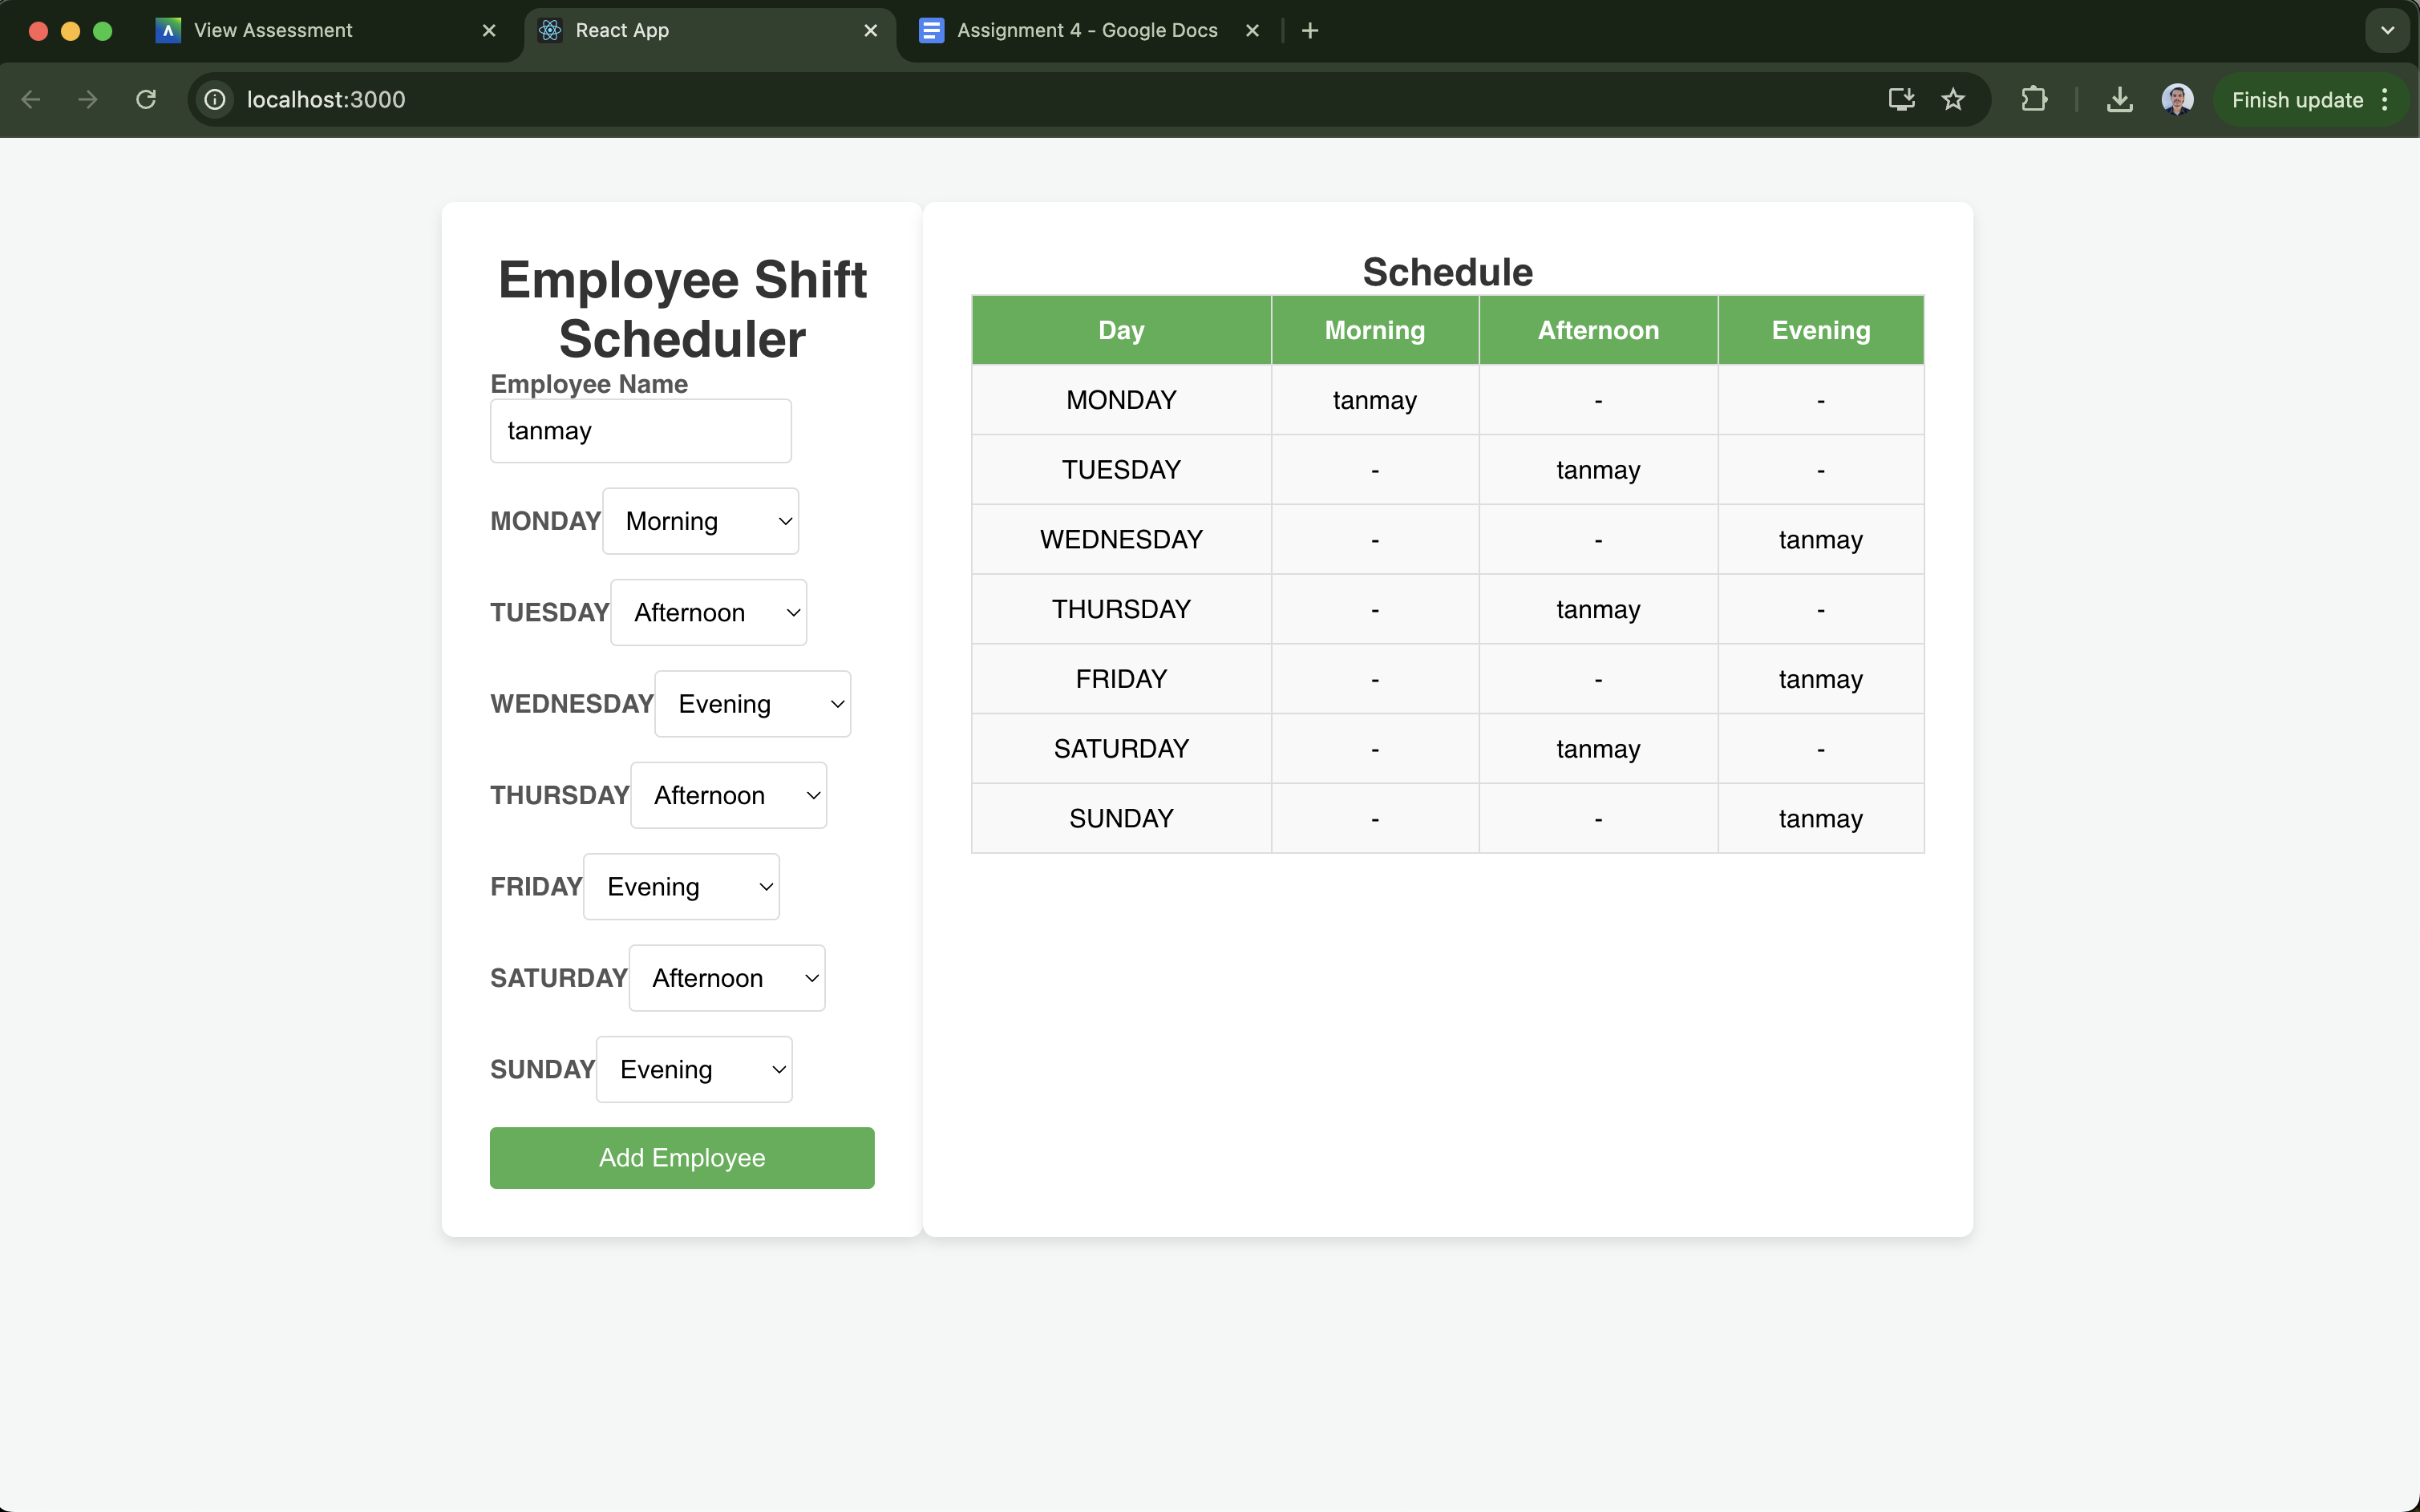 View Assessment
React App
Assignment 4 - Google Docs
localhost:3000
Finish update
Employee Shift
Scheduler
Employee Name
tanmay
MONDAY Morning
TUESDAY Afternoon
WEDNESDAY Evening
THURSDAY Afternoon
FRIDAY Evening
SATURDAY Afternoon
SUNDAY Evening
Add Employee
Schedule
Day Morning Afternoon Evening
MONDAY tanmay - -
TUESDAY - tanmay -
WEDNESDAY - - tanmay
THURSDAY - tanmay -
FRIDAY - - tanmay
SATURDAY - tanmay -
SUNDAY - - tanmay